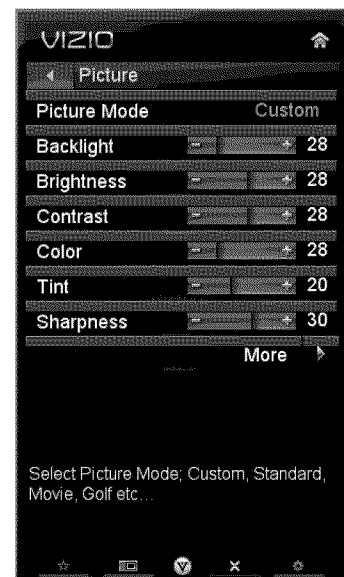 VIZIO
Picture
Picture Mode Custom
Backlight - + 28
Brightness - + 28
Contrast - + 28
Color - + 28
Tint - + 20
Sharpness - + 30
More
Select Picture Mode; Custom, Standard,
Movie, Golf etc...